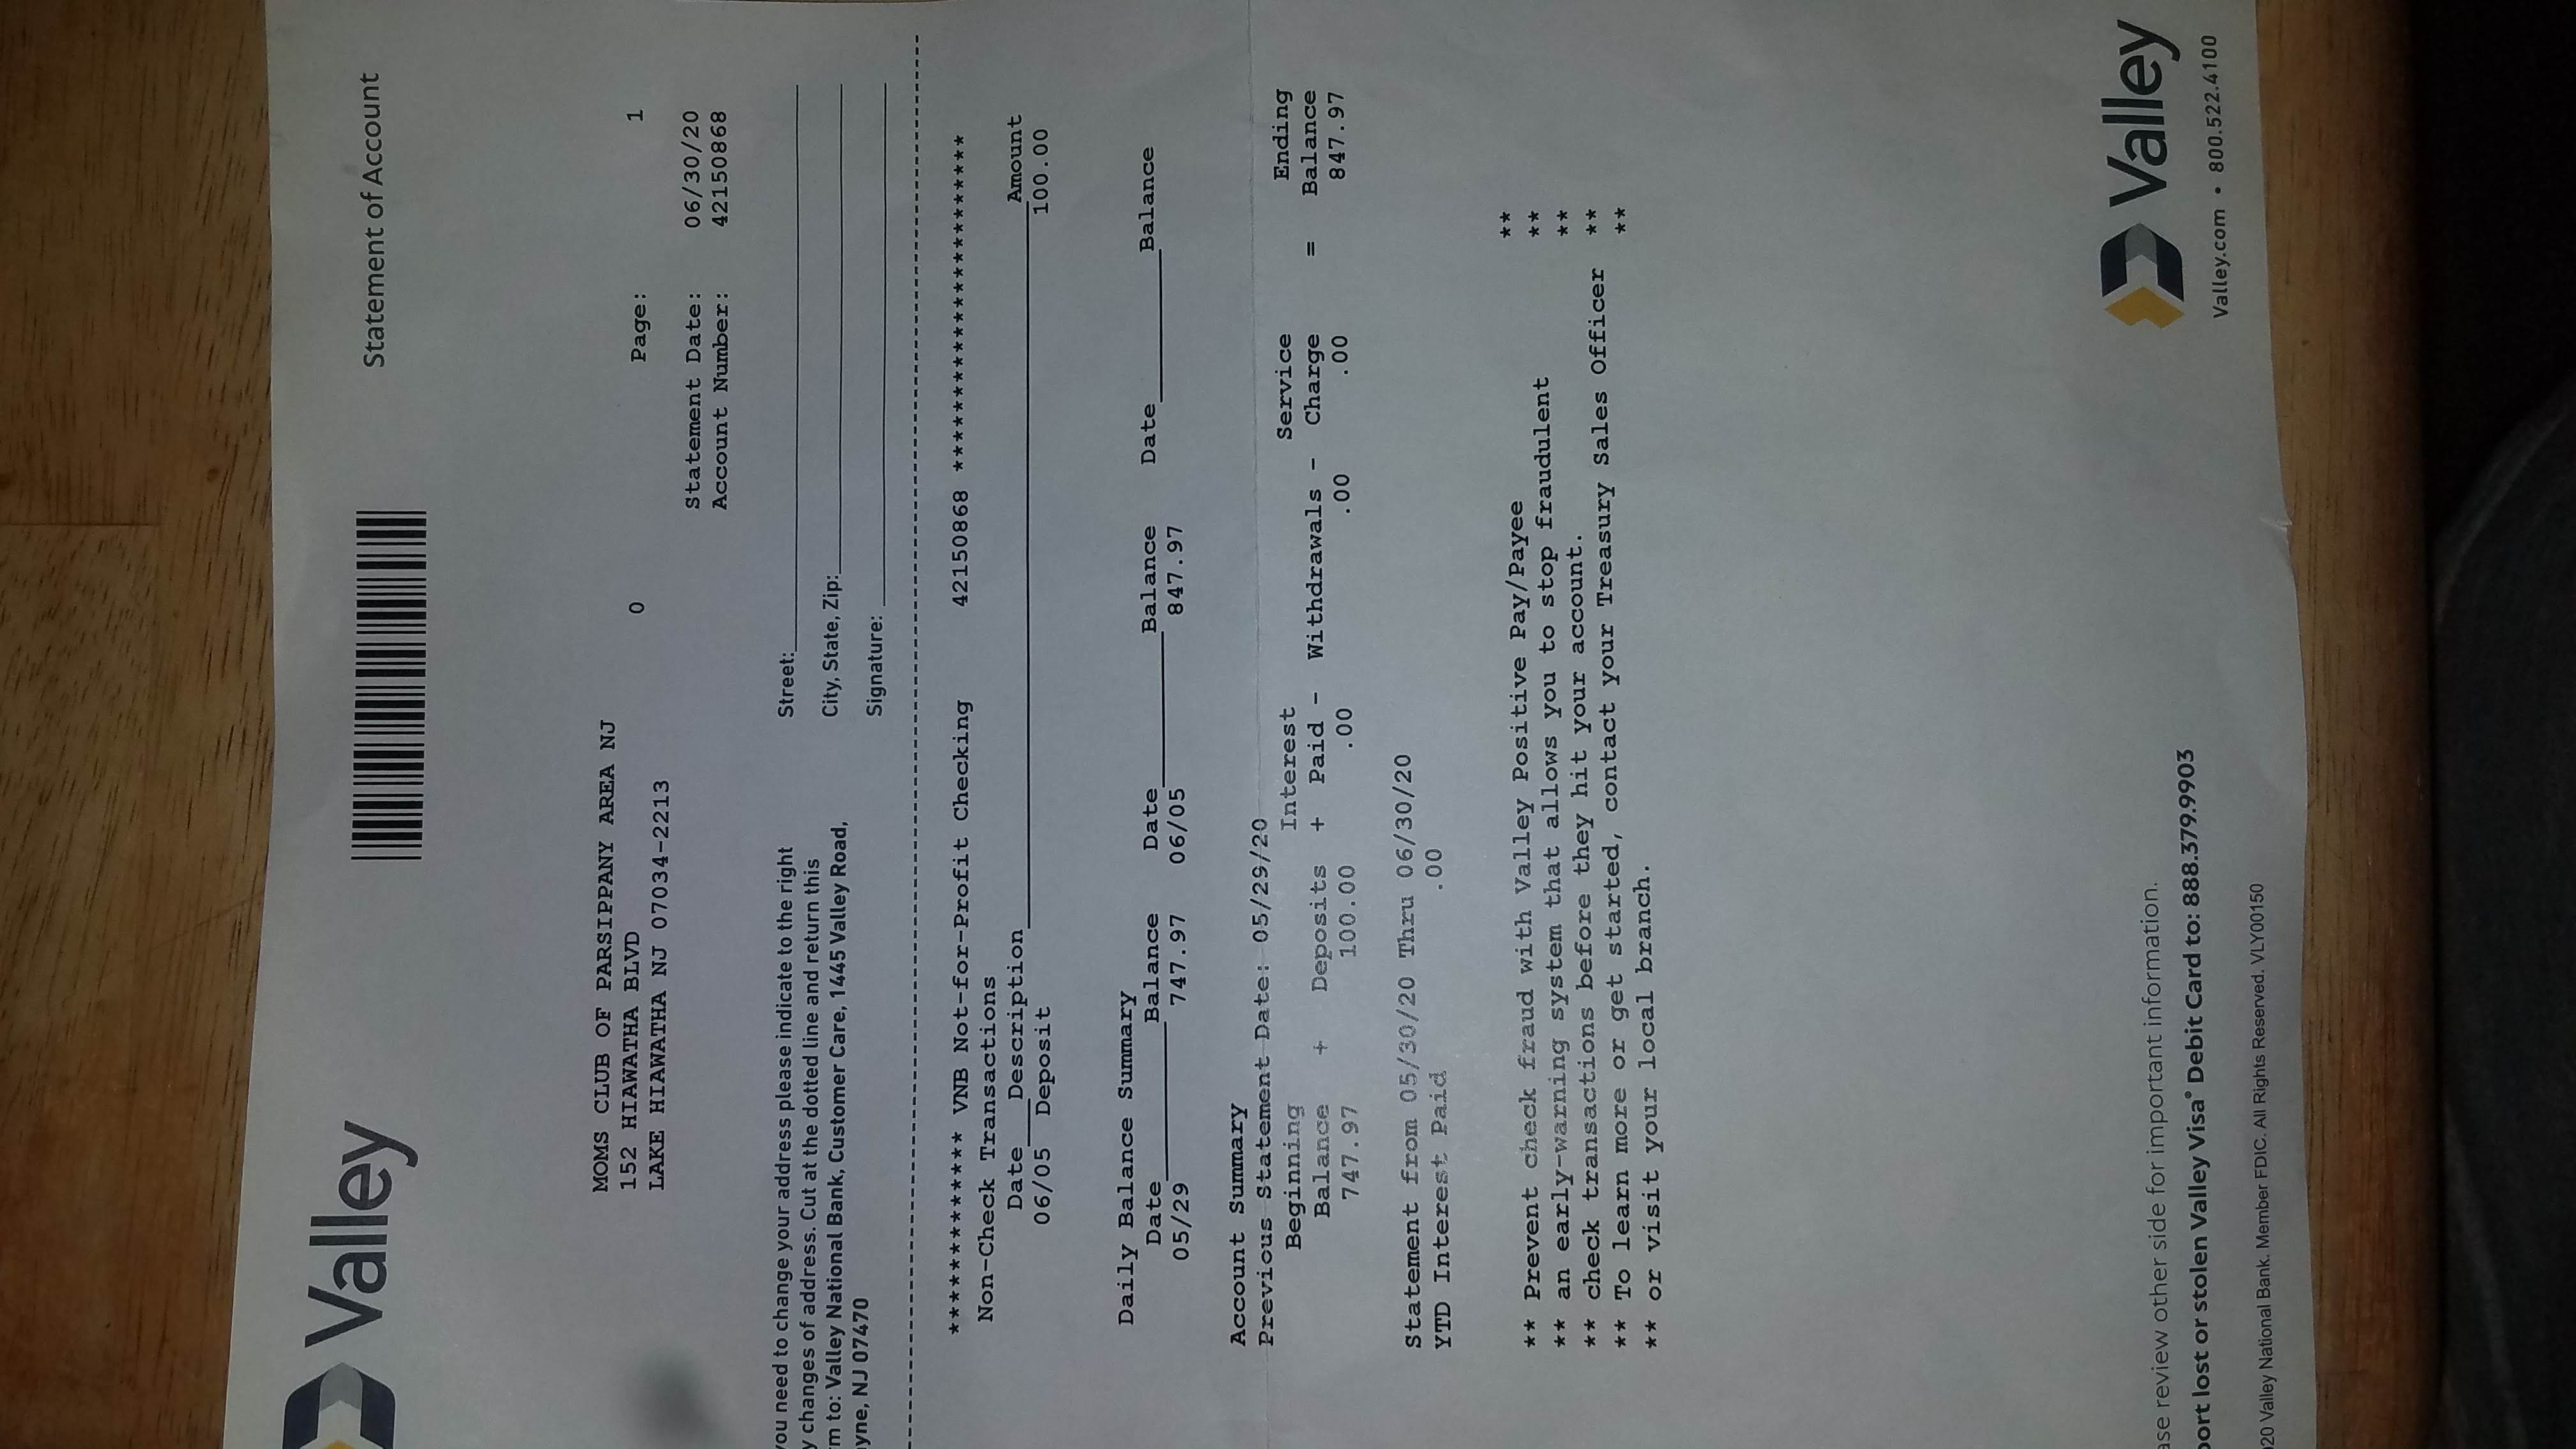 Valley
Statement of Account
MOMS CLUB OF PARSIPPANY AREA NJ
152 HIAWATHA BLVD 0 Page: 1
LAKE HIAWATHA NJ 07034-2213
Statement Date: 06/30/20
Account Number: 42150868
you need to change your address please indicate to the right Street:
y changes of address. Cut at the dotted line and return this
rm to: Valley National Bank, Customer Care, 1445 Valley Road, City, State, Zip:
yne, NJ 07470
Signature:
************* VNB Not-for-Profit Checking 42150868 ***********************
Non-Check Transactions
Date Description Amount
06/05 Deposit 100.00
Daily Balance Summary
Date Balance Date Balance Date Balance
05/29 747.97 06/05 847.97
Account Summary
Previous Statement Date: 05/29/20
Beginning Interest Service Ending
Balance + Deposits + Paid - Withdrawals - Charge = Balance
747.97 100.00 .00 .00 .00 847.97
Statement from 05/30/20 Thru 06/30/20
YTD Interest Paid .00
** Prevent check fraud with Valley Positive Pay/Payee **
** an early-warning system that allows you to stop fraudulent **
** check transactions before they hit your account. **
** To learn more or get started, contact your Treasury Sales Officer **
** or visit your local branch. **
ase review other side for important information.
port lost or stolen Valley Visa® Debit Card to: 888.379.9903
Valley
Valley.com • 800.522.4100
020 Valley National Bank. Member FDIC. All Rights Reserved. VLY00150